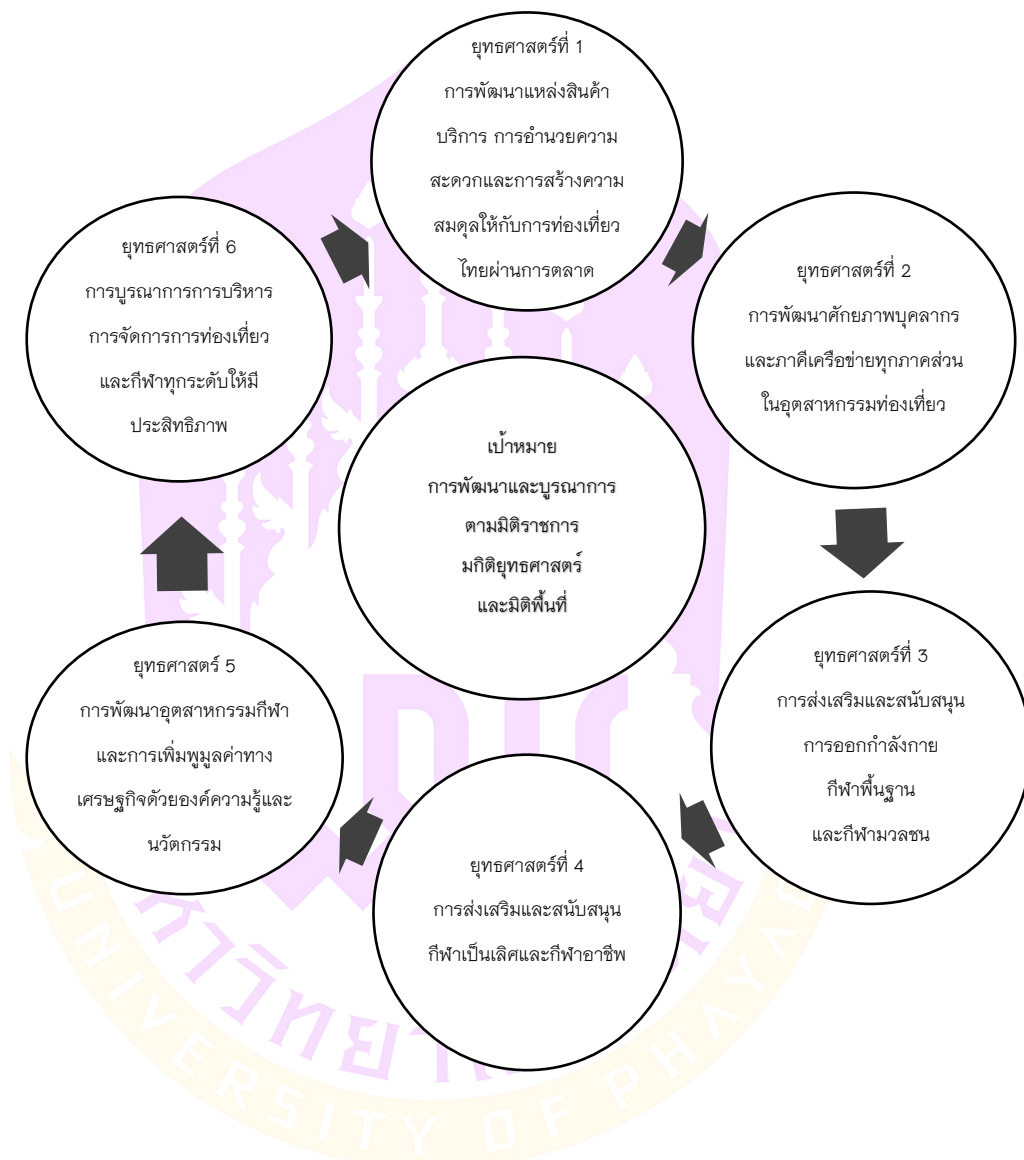 ยุทธศาสตร์ที่ 1
การพัฒนาแหล่งสินค้า
บริการ การอำนวยความ
สะดวกและการสร้างความ
สมดุลให้กับการท่องเที่ยว
ไทยผ่านการตลาด
ยุทธศาสตร์ที่ 2
การพัฒนาศักยภาพบุคลากร
และภาคีเครือข่ายทุกภาคส่วน
ในอุตสาหกรรมท่องเที่ยว
ยุทธศาสตร์ที่ 3
การส่งเสริมและสนับสนุน
การออกกำลังกาย
กีฬาพื้นฐาน
และกีฬามวลชน
ยุทธศาสตร์ที่ 4
การส่งเสริมและสนับสนุน
กีฬาเป็นเลิศและกีฬาอาชีพ
ยุทธศาสตร์ 5
การพัฒนาอุตสาหกรรมกีฬา
และการเพิ่มพูมูลค่าทาง
เศรษฐกิจด้วยองค์ความรู้และ
นวัตกรรม
ยุทธศาสตร์ที่ 6
การบูรณาการการบริหาร
การจัดการการท่องเที่ยว
และกีฬาทุกระดับให้มี
ประสิทธิภาพ
เป้าหมาย
การพัฒนาและบูรณาการ
ตามมิติราชการ
มกิติยุทธศาสตร์
และมิติพื้นที่
UNIVERSITY OF